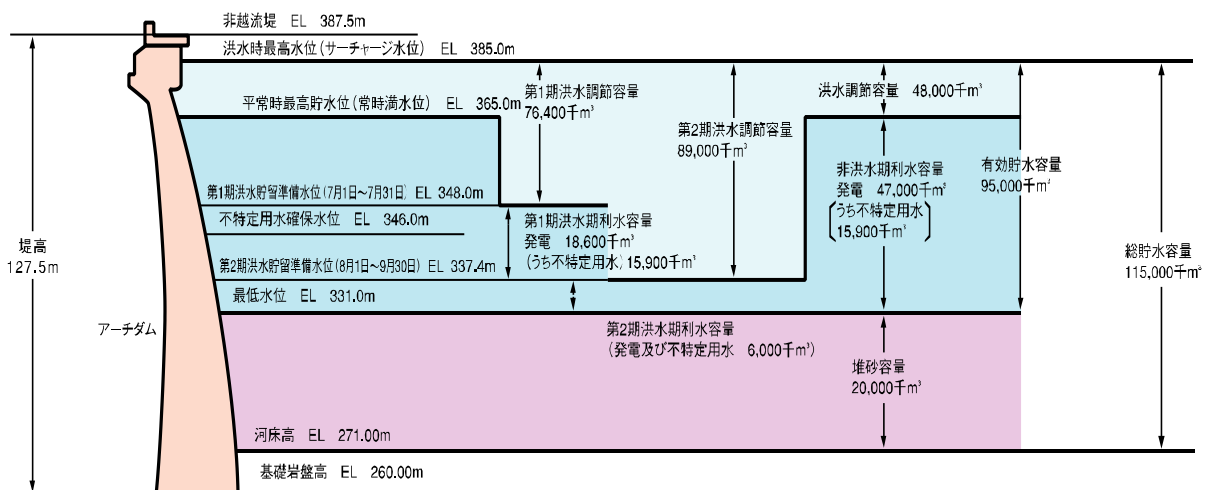 非越流堤 EL 387.5m
洪水時最高水位(サーチャージ水位) EL 385.0m
平常時最高貯水位(常時満水位) EL 365.0m
第1期洪水調節容量
76,400千m³
第2期洪水調節容量
89,000千m³
洪水調節容量 48,000千m³
非洪水期利水容量
発電 47,000千m³
(うち不特定用水
15,900千m³)
有効貯水容量
95,000千m³
総貯水容量
115,000千m³
堤高
127.5m
第1期洪水貯留準備水位(7月1日~7月31日) EL 348.0m
不特定用水確保水位 EL 346.0m
第1期洪水期利水容量
発電 18,600千m³
(うち不特定用水)15,900千m³
第2期洪水貯留準備水位(8月1日~9月30日) EL 337.4m
最低水位 EL 331.0m
アーチダム
第2期洪水期利水容量
(発電及び不特定用水 6,000千m³)
堆砂容量
20,000千m³
河床高 EL 271.00m
基礎岩盤高 EL 260.00m